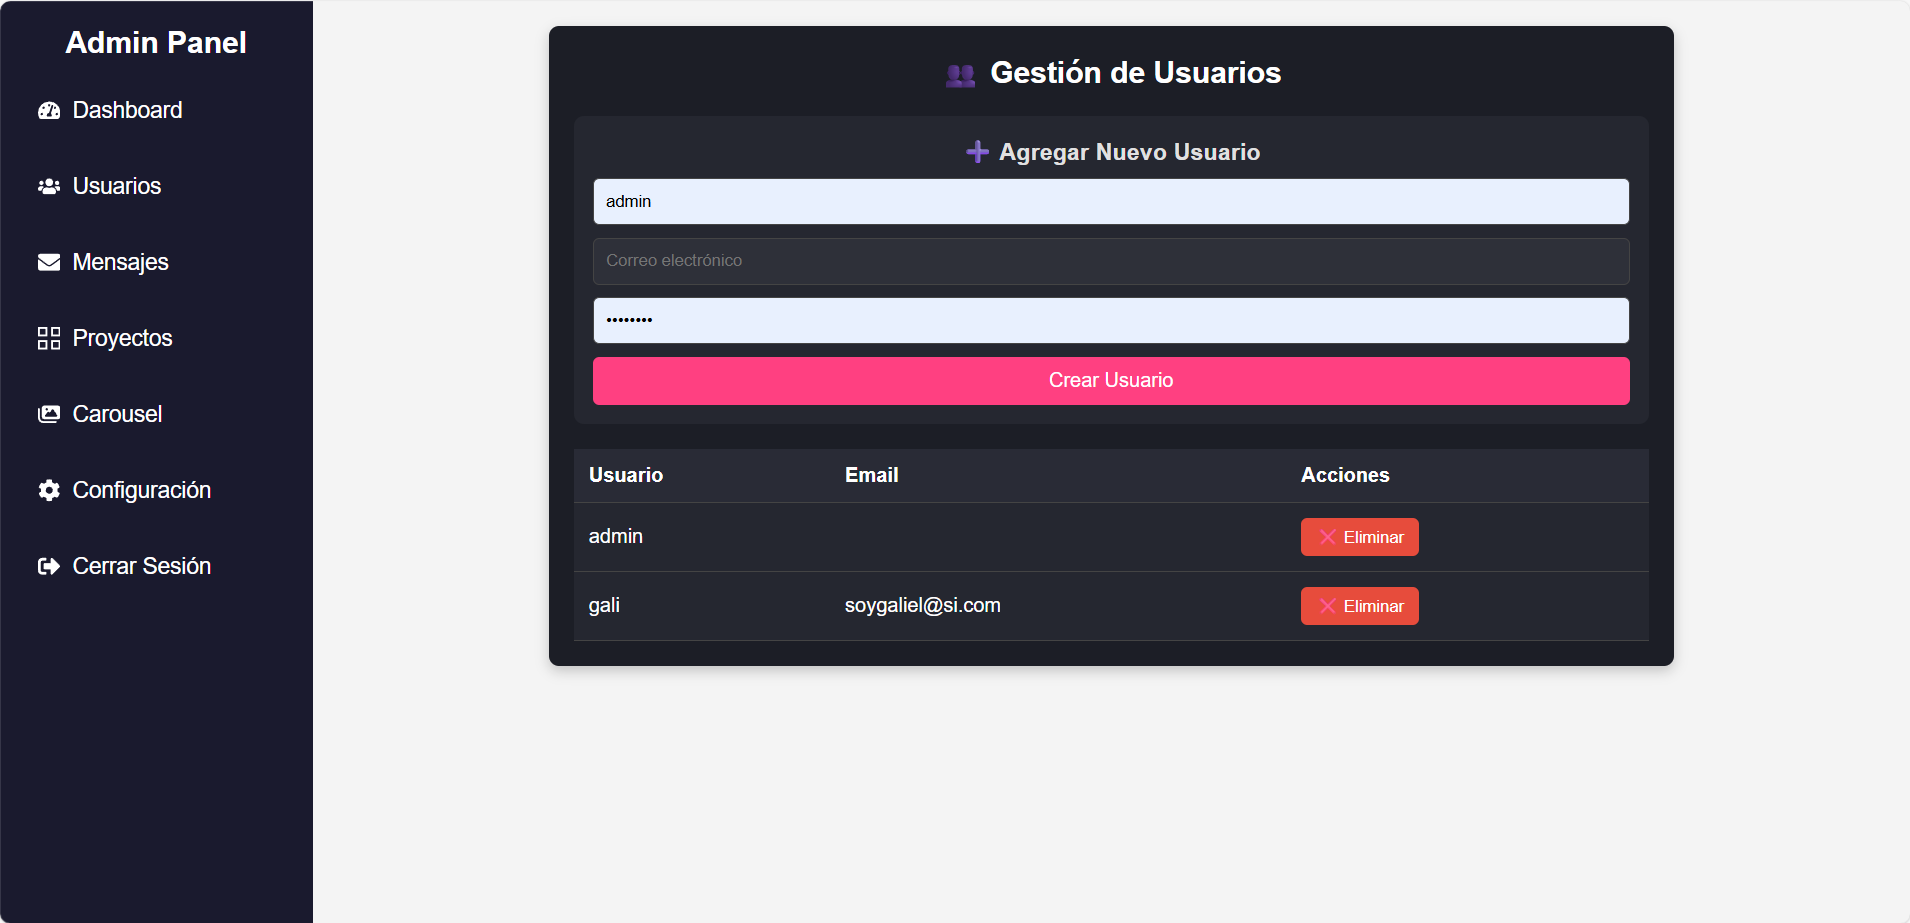 Admin Panel
Dashboard
Usuarios
Mensajes
Proyectos
Carousel
Configuración
Cerrar Sesión
Gestión de Usuarios
Agregar Nuevo Usuario
admin
Correo electrónico
••••••••
Crear Usuario
Usuario Email Acciones
admin Eliminar
gali soygaliel@si.com Eliminar